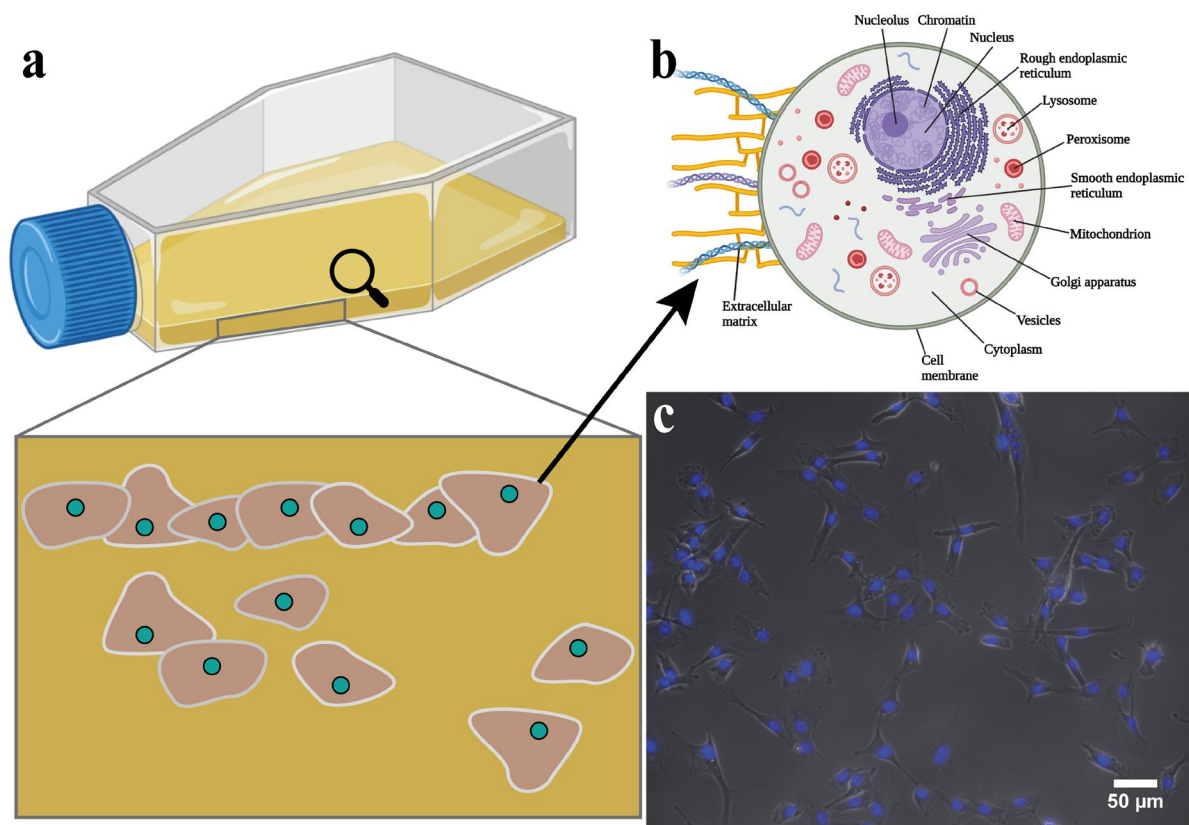 a
b
Nucleolus
Chromatin
Nucleus
Rough endoplasmic
reticulum
Lysosome
Peroxisome
Smooth endoplasmic
reticulum
Mitochondrion
Golgi apparatus
Extracellular
matrix
Vesicles
Cytoplasm
Cell
membrane
c
50 µm